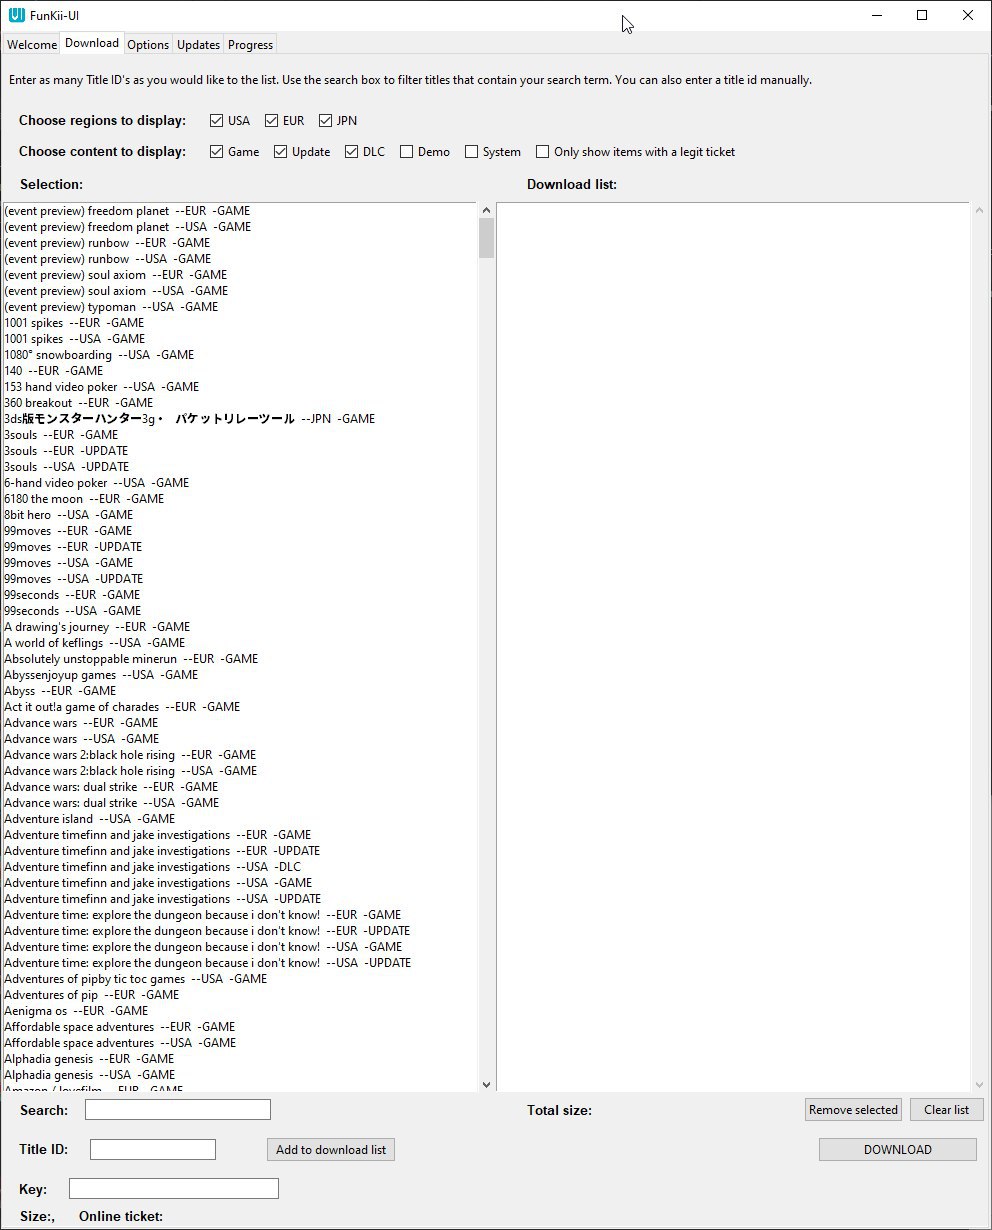 FunKii-UI
Welcome Download Options Updates Progress
Enter as many Title ID's as you would like to the list. Use the search box to filter titles that contain your search term. You can also enter a title id manually.
Choose regions to display: USA EUR JPN
Choose content to display: Game Update DLC Demo System Only show items with a legit ticket
Selection: Download list:
(event preview) freedom planet --EUR -GAME
(event preview) freedom planet --USA -GAME
(event preview) runbow --EUR -GAME
(event preview) runbow --USA -GAME
(event preview) soul axiom --EUR -GAME
(event preview) soul axiom --USA -GAME
(event preview) typoman --USA -GAME
1001 spikes --EUR -GAME
1001 spikes --USA -GAME
1080° snowboarding --USA -GAME
140 --EUR -GAME
153 hand video poker --USA -GAME
360 breakout --EUR -GAME
3ds版モンスターハンター3g・ パケットリレーツール --JPN -GAME
3souls --EUR -GAME
3souls --EUR -UPDATE
3souls --USA -UPDATE
6-hand video poker --USA -GAME
6180 the moon --EUR -GAME
8bit hero --USA -GAME
99moves --EUR -GAME
99moves --EUR -UPDATE
99moves --USA -GAME
99moves --USA -UPDATE
99seconds --EUR -GAME
99seconds --USA -GAME
A drawing's journey --EUR -GAME
A world of keflings --USA -GAME
Absolutely unstoppable minerun --EUR -GAME
Abyssenjoyup games --USA -GAME
Abyss --EUR -GAME
Act it out!a game of charades --EUR -GAME
Advance wars --EUR -GAME
Advance wars --USA -GAME
Advance wars 2:black hole rising --EUR -GAME
Advance wars 2:black hole rising --USA -GAME
Advance wars: dual strike --EUR -GAME
Advance wars: dual strike --USA -GAME
Adventure island --USA -GAME
Adventure timefinn and jake investigations --EUR -GAME
Adventure timefinn and jake investigations --EUR -UPDATE
Adventure timefinn and jake investigations --USA -DLC
Adventure timefinn and jake investigations --USA -GAME
Adventure timefinn and jake investigations --USA -UPDATE
Adventure time: explore the dungeon because i don't know! --EUR -GAME
Adventure time: explore the dungeon because i don't know! --EUR -UPDATE
Adventure time: explore the dungeon because i don't know! --USA -GAME
Adventure time: explore the dungeon because i don't know! --USA -UPDATE
Adventures of pipby tic toc games --USA -GAME
Adventures of pip --EUR -GAME
Aenigma os --EUR -GAME
Affordable space adventures --EUR -GAME
Affordable space adventures --USA -GAME
Alphadia genesis --EUR -GAME
Alphadia genesis --USA -GAME
Amazon / lovefilm --EUR -GAME
Search: Total size: Remove selected Clear list
Title ID: Add to download list DOWNLOAD
Key:
Size:, Online ticket: